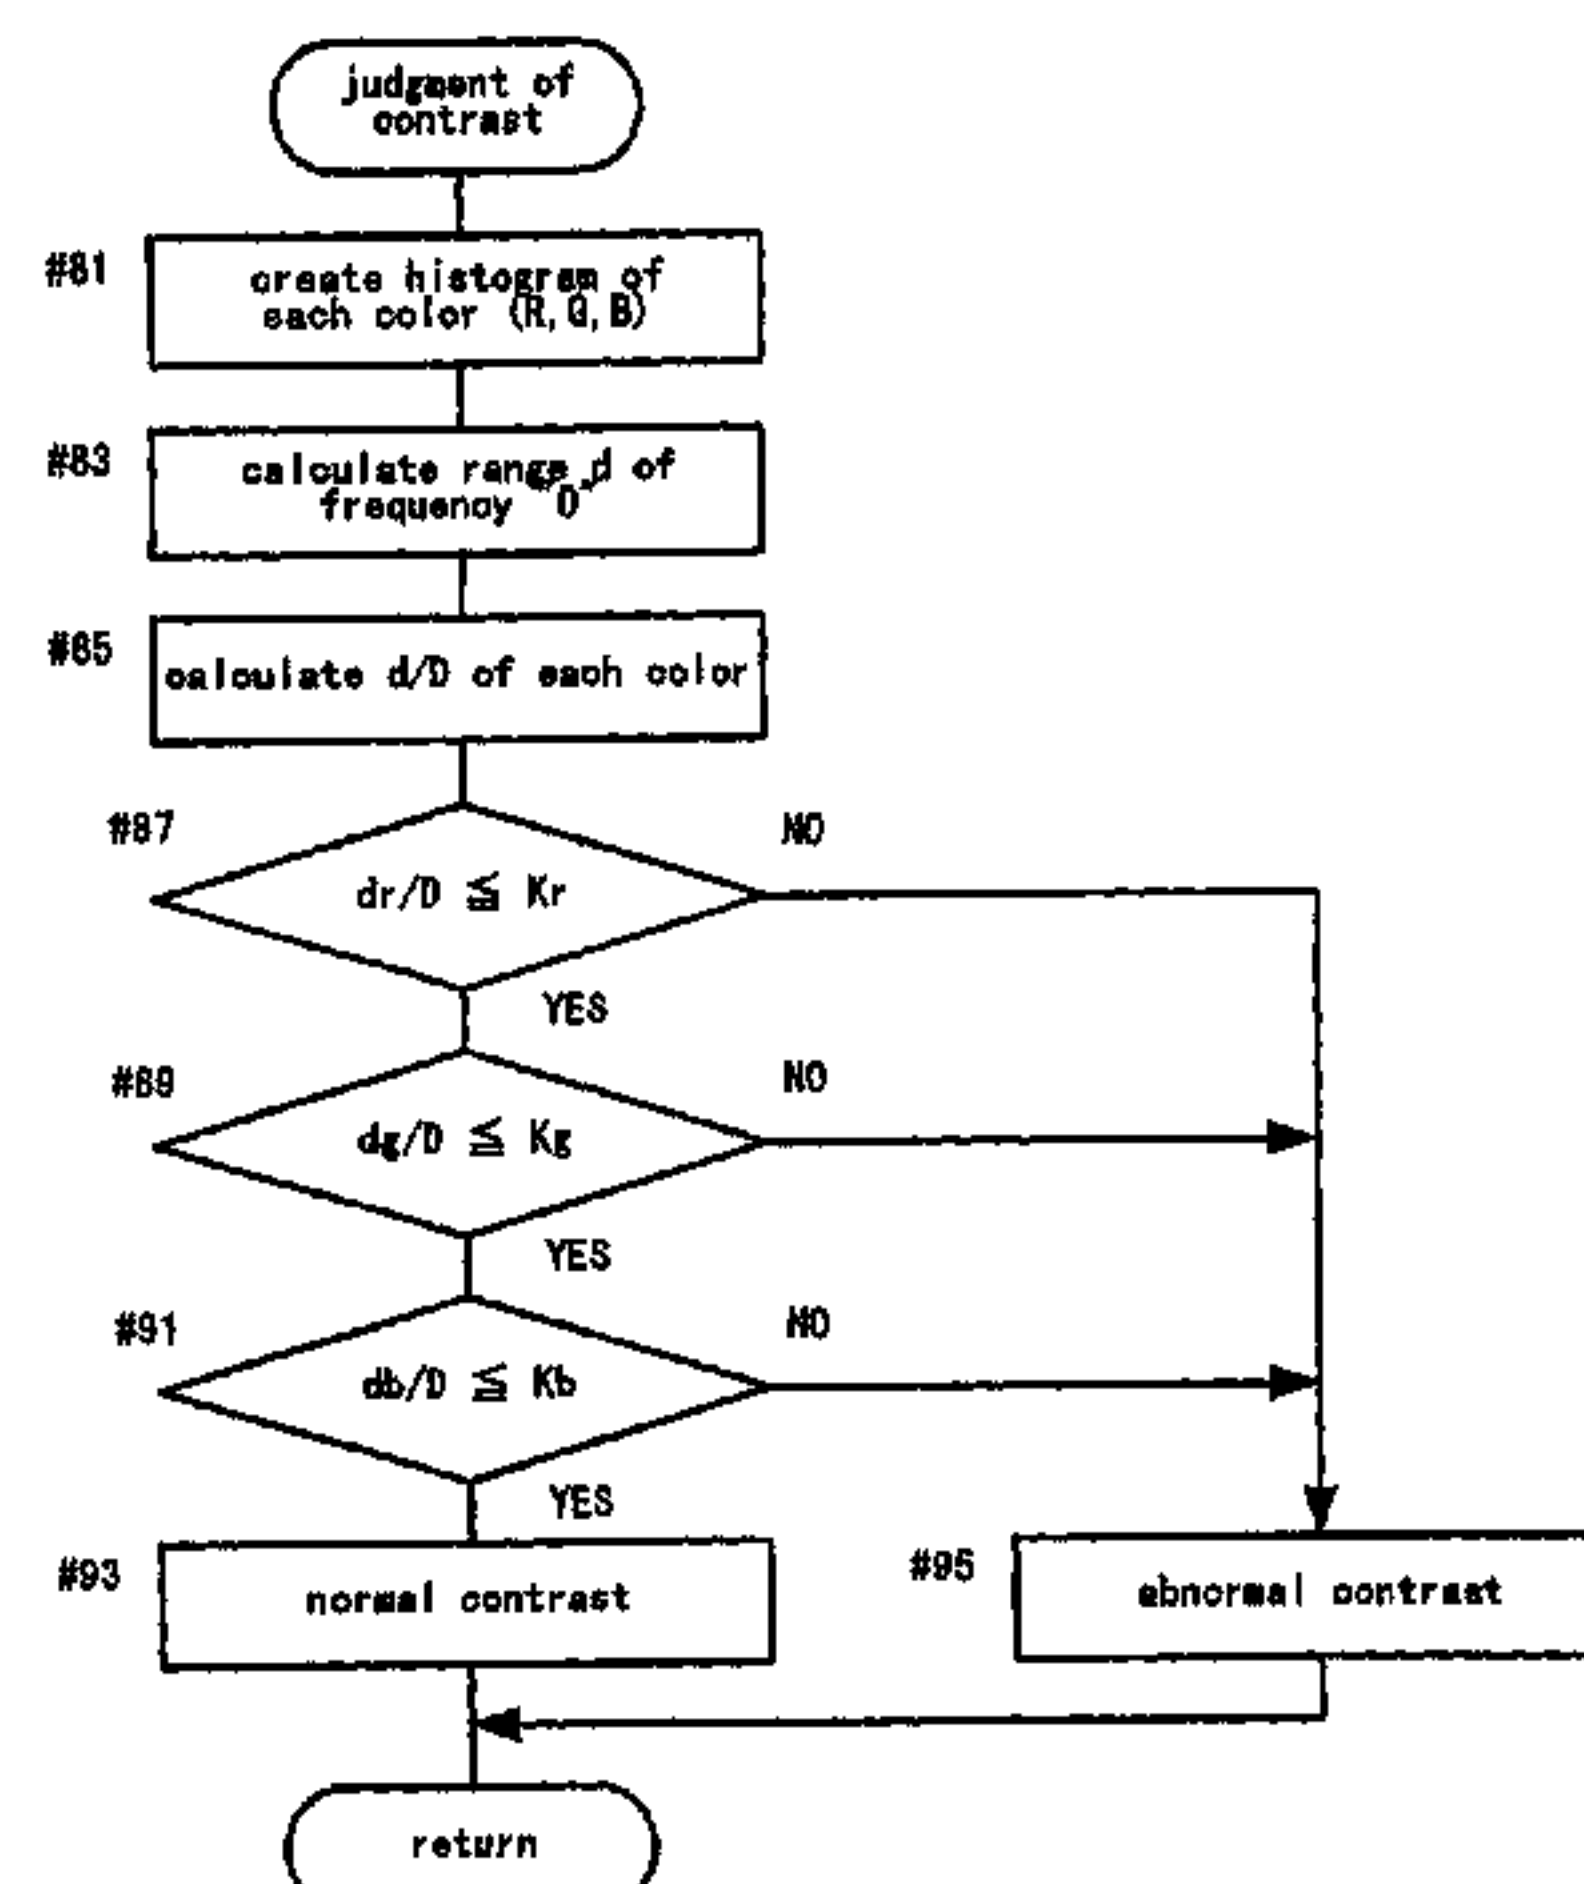 judgment of
contrast
#81
create histogram of
each color (R,G,B)
#83
calculate range d of
frequency "0"
#85
calculate d/D of each color
#87
dr/D ≦ Kr
NO
YES
#89
dg/D ≦ Kg
NO
YES
#91
db/D ≦ Kb
NO
YES
#93
normal contrast
#95
abnormal contrast
return